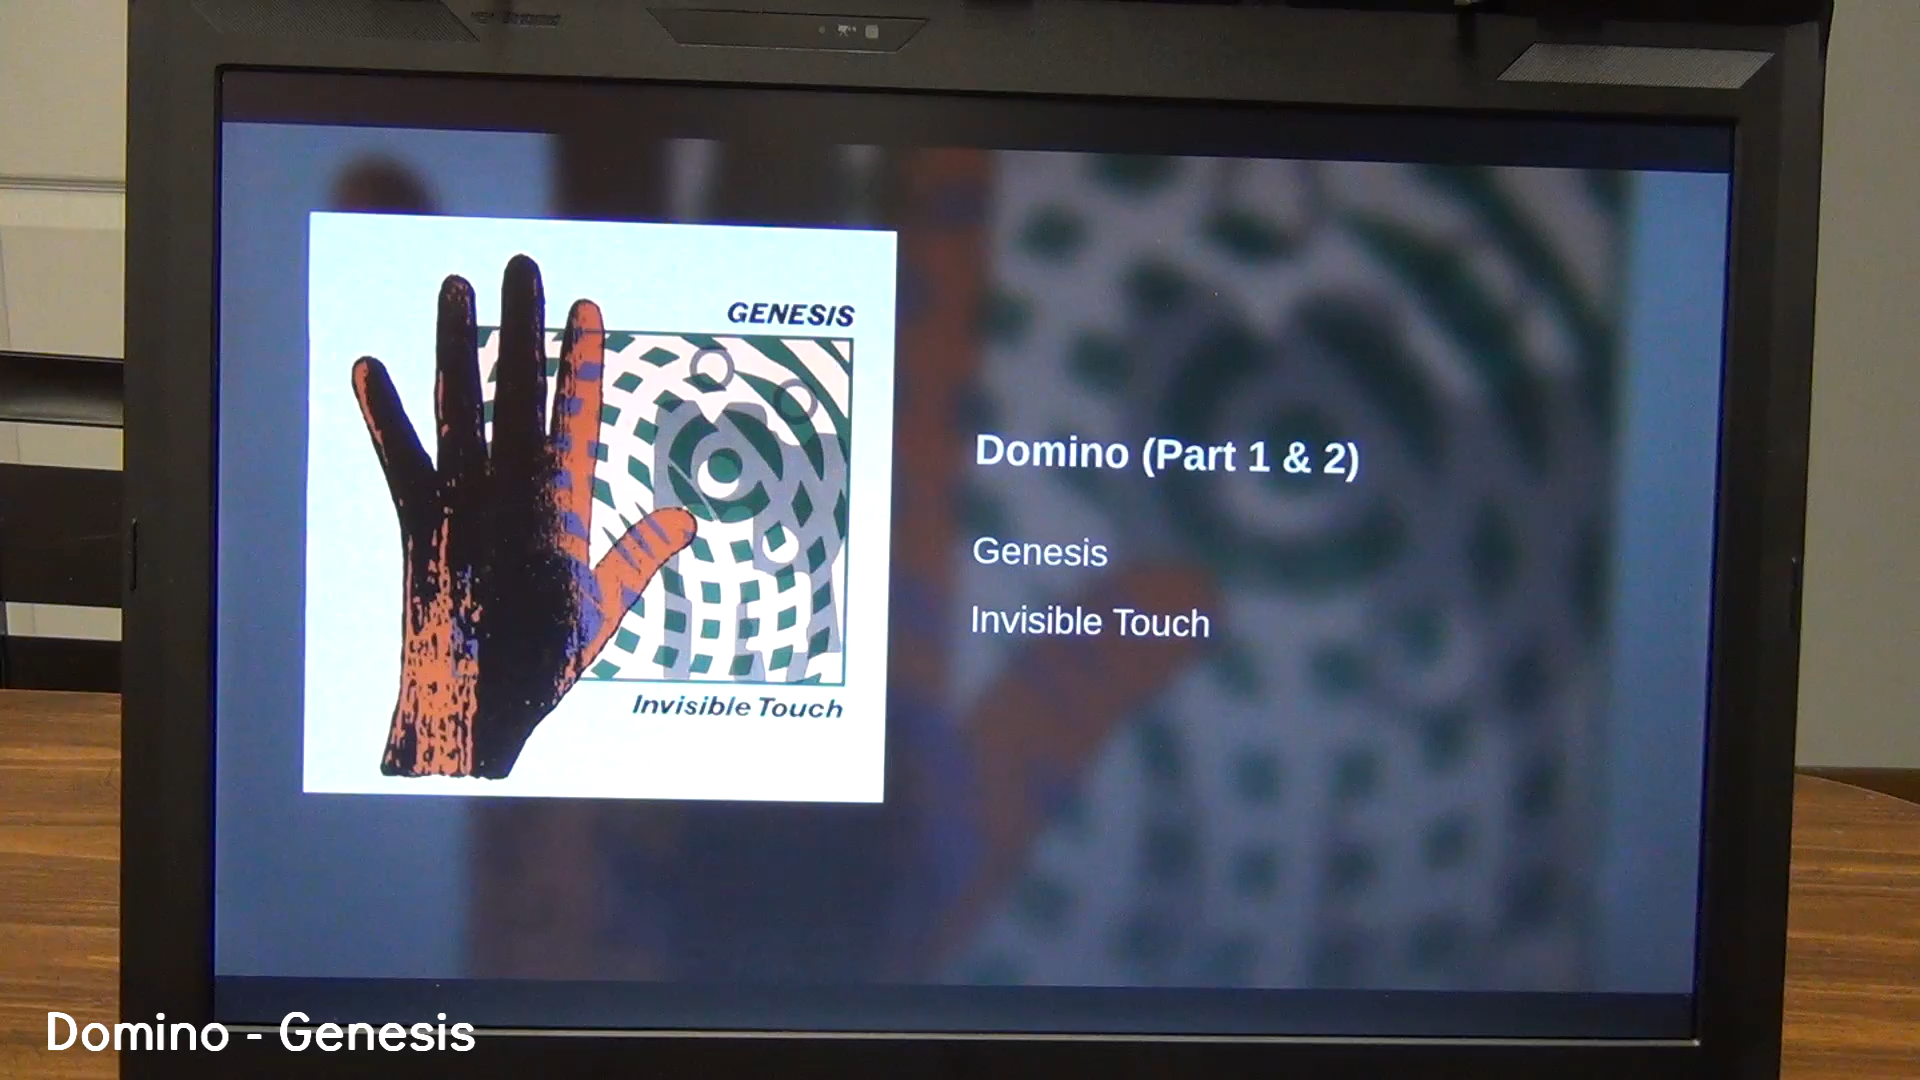 GENESIS
Invisible Touch
Domino (Part 1 & 2)
Genesis
Invisible Touch
Domino - Genesis